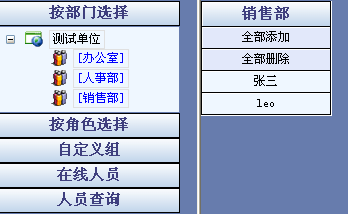 按部门选择
测试单位
[办公室]
[人事部]
[销售部]
按角色选择
自定义组
在线人员
人员查询
销售部
全部添加
全部删除
张三
leo